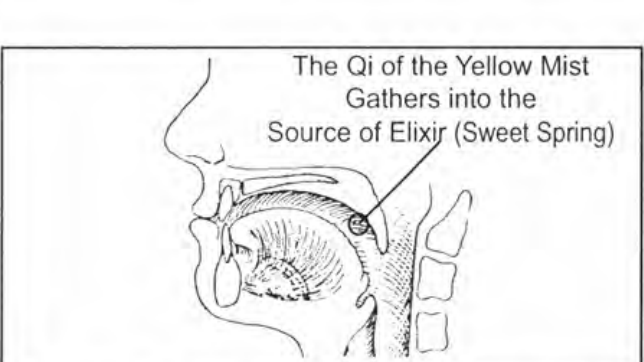 The Qi of the Yellow Mist
Gathers into the
Source of Elixir (Sweet Spring)